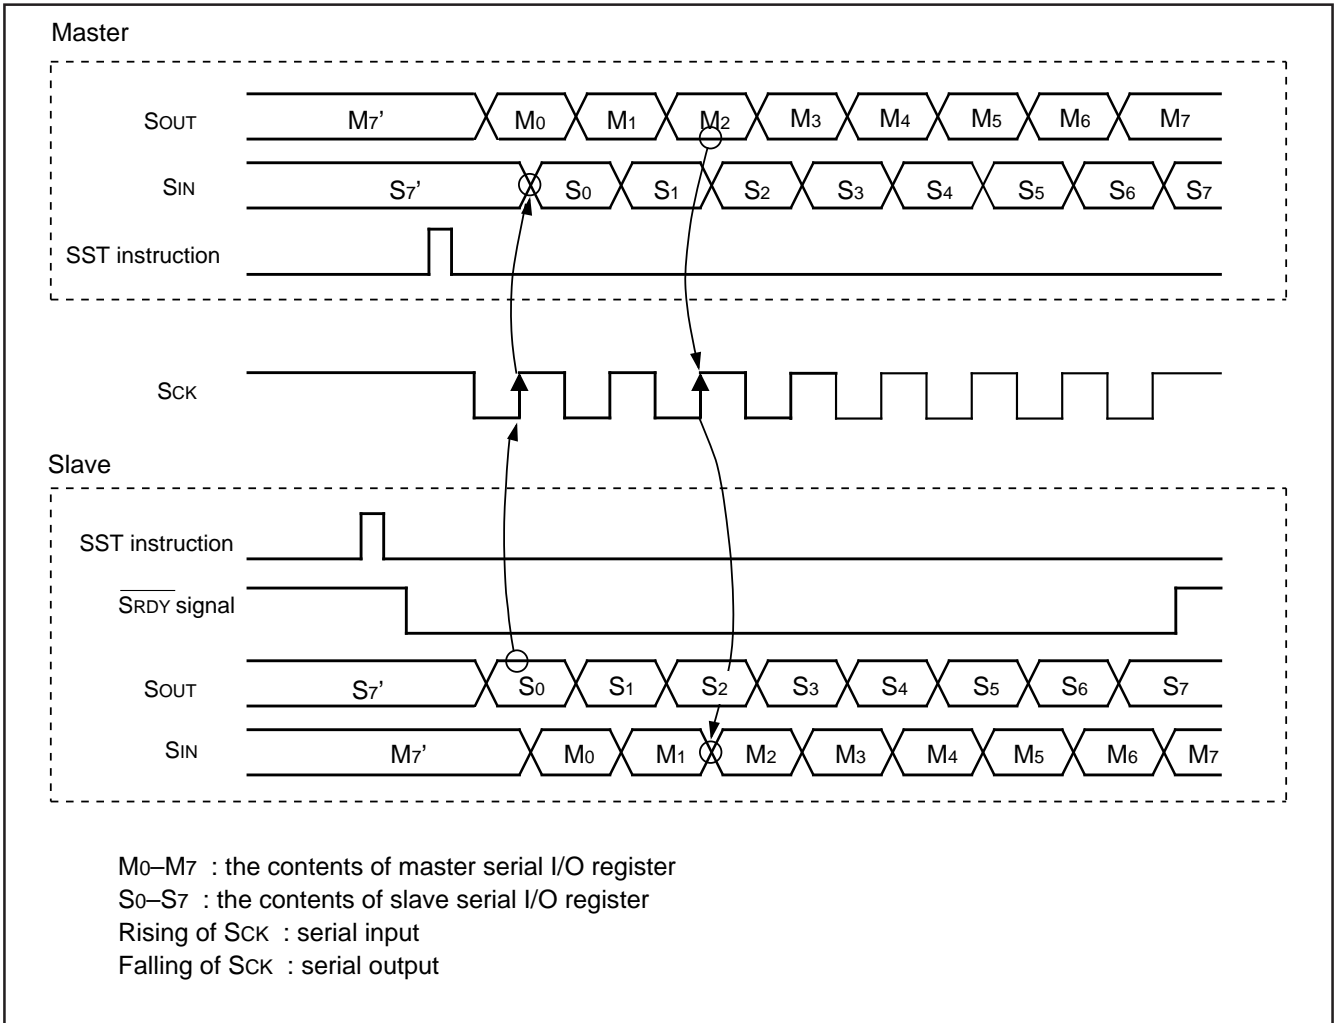 Master
SOUT M7’ M0 M1 M2 M3 M4 M5 M6 M7
SIN S7’ S0 S1 S2 S3 S4 S5 S6 S7
SST instruction
SCK
Slave
SST instruction
SRDY signal
SOUT S7’ S0 S1 S2 S3 S4 S5 S6 S7
SIN M7’ M0 M1 M2 M3 M4 M5 M6 M7
M0–M7 : the contents of master serial I/O register
S0–S7 : the contents of slave serial I/O register
Rising of SCK : serial input
Falling of SCK : serial output